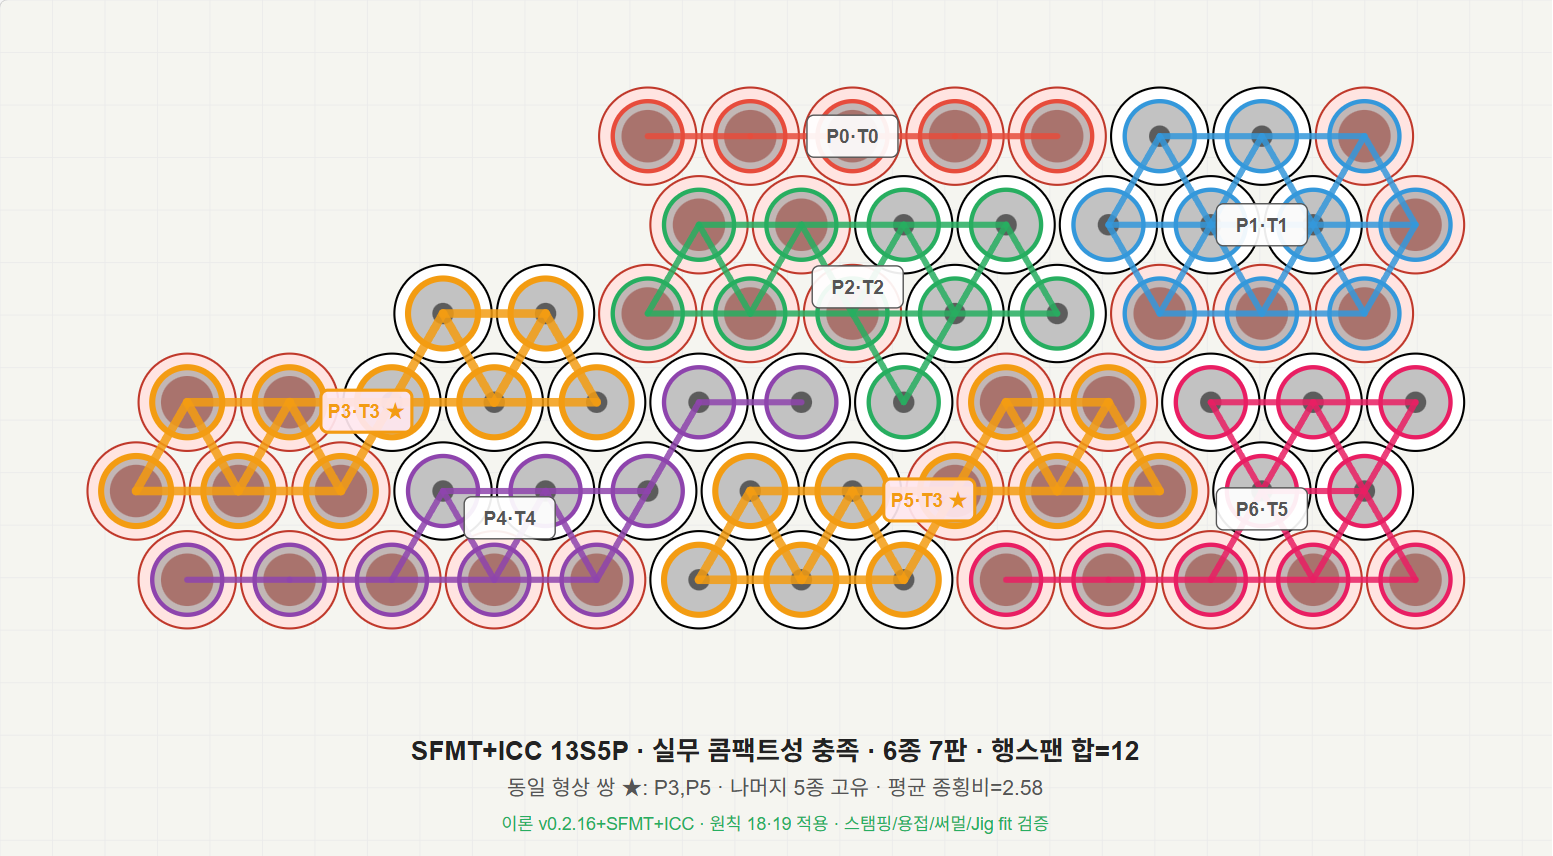 P0·T0
P1·T1
P2·T2
P3·T3 ★
P5·T3 ★
P4·T4
P6·T5
SFMT+ICC 13S5P · 실무 콤팩트성 충족 · 6종 7판 · 행스팬 합=12
동일 형상 쌍 ★: P3,P5 · 나머지 5종 고유 · 평균 종횡비=2.58
이론 v0.2.16+SFMT+ICC · 원칙 18·19 적용 · 스탬핑/용접/써멀/Jig fit 검증